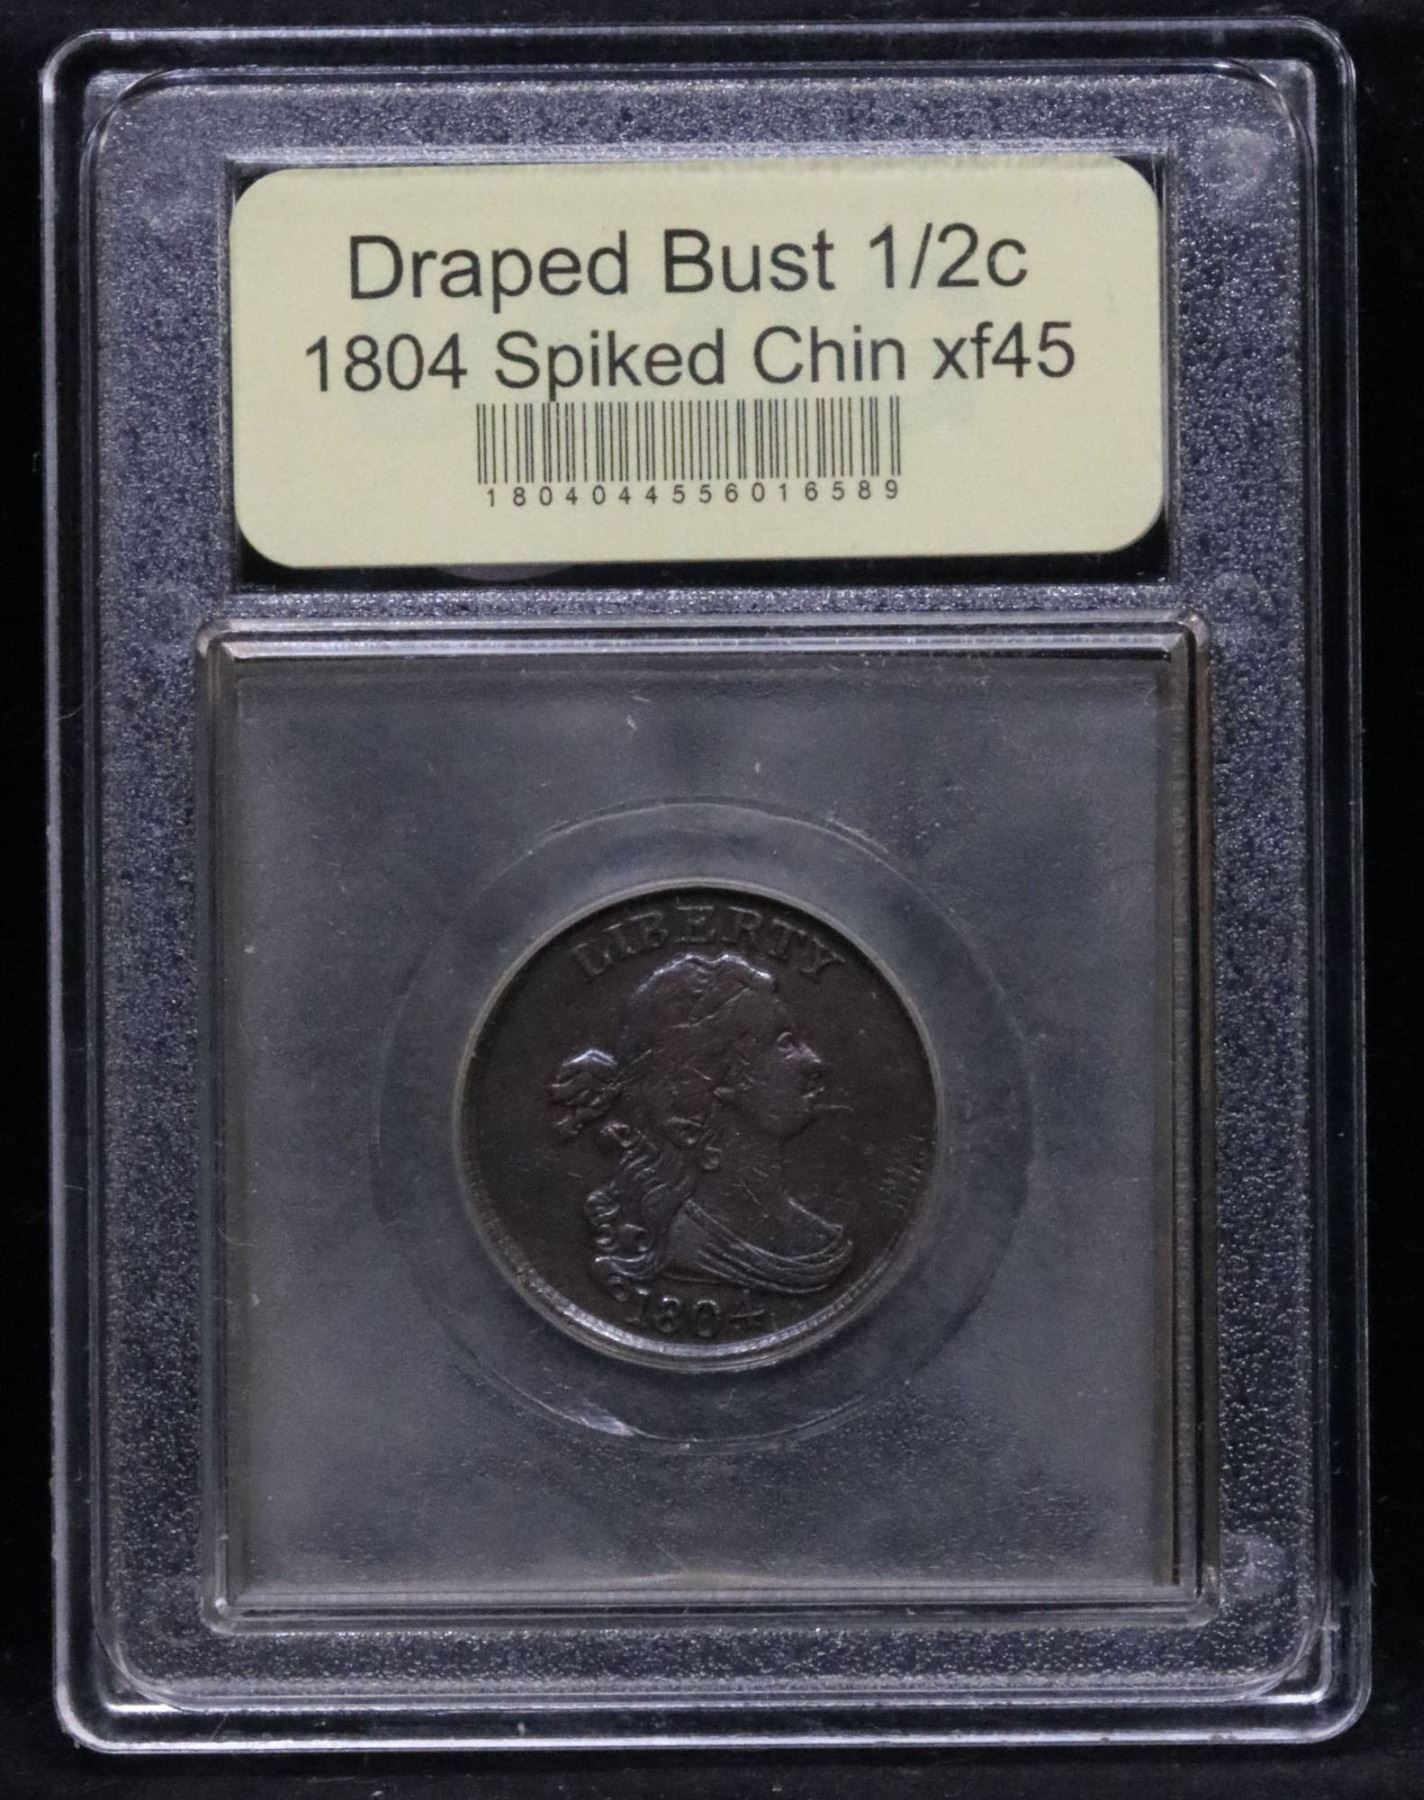 Draped Bust 1/2c
1804 Spiked Chin xf45
1804044556016589
LIBERTY
1804